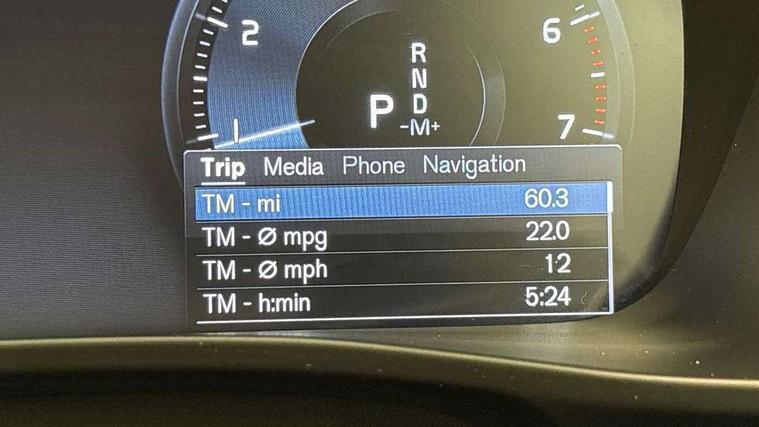 2
6
R
N
P
D
-M+
1
7
Trip Media Phone Navigation
TM - mi 60.3
TM - Ø mpg 22.0
TM - Ø mph 12
TM - h:min 5:24